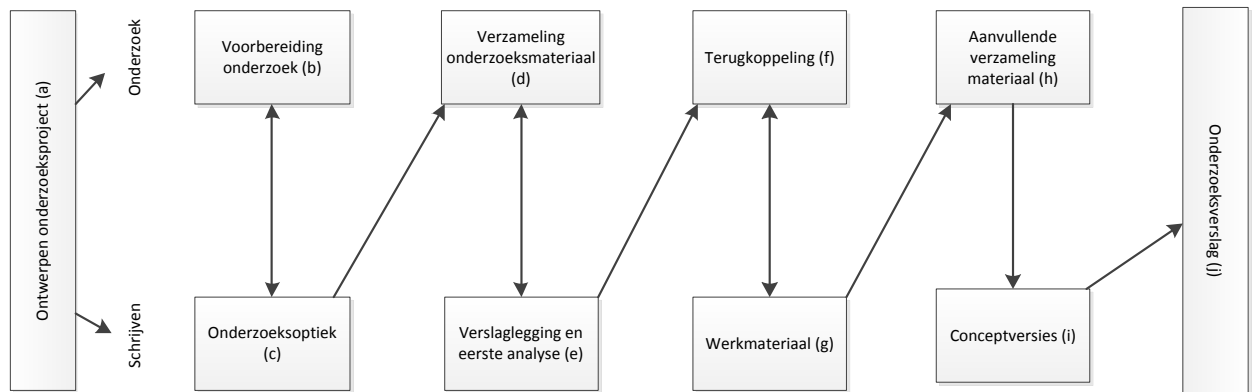 Ontwerpen onderzoeksproject (a)
Onderzoek
Schrijven
Voorbereiding
onderzoek (b)
Onderzoeksoptiek
(c)
Verzameling
onderzoeksmateriaal
(d)
Verslaglegging en
eerste analyse (e)
Terugkoppeling (f)
Werkmateriaal (g)
Aanvullende
verzameling
materiaal (h)
Conceptversies (i)
Onderzoeksverslag (j)